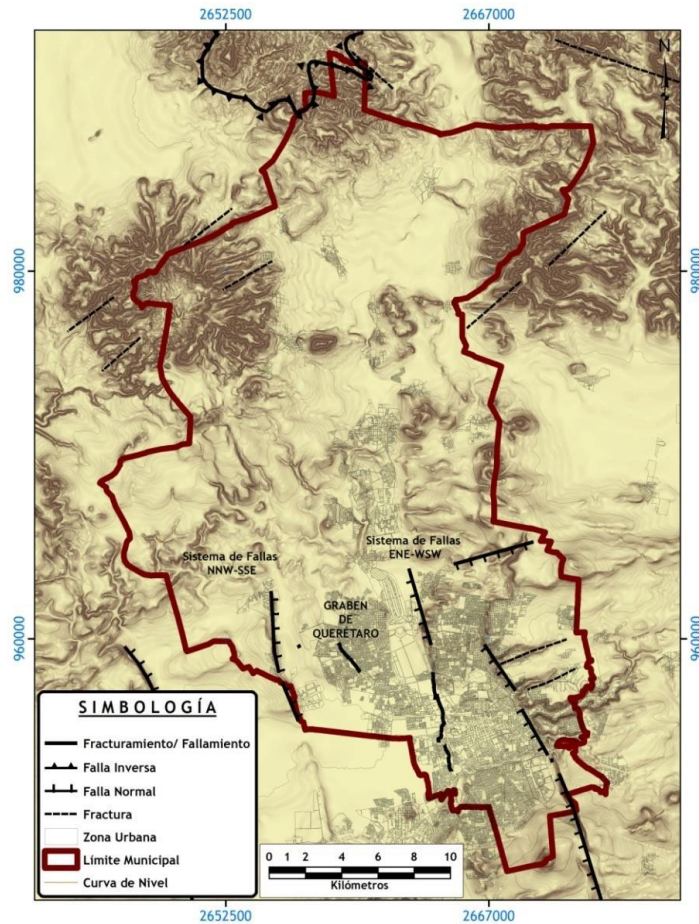 2652500
2667000
N
980000
980000
Sistema de Fallas
NNW-SSE
Sistema de Fallas
ENE-WSW
GRABEN
DE
QUERÉTARO
960000
960000
SIMBOLOGÍA
Fracturamiento/ Fallamiento
Falla Inversa
Falla Normal
Fractura
Zona Urbana
Límite Municipal
Curva de Nivel
0 1 2 4 6 8 10
Kilómetros
2652500
2667000